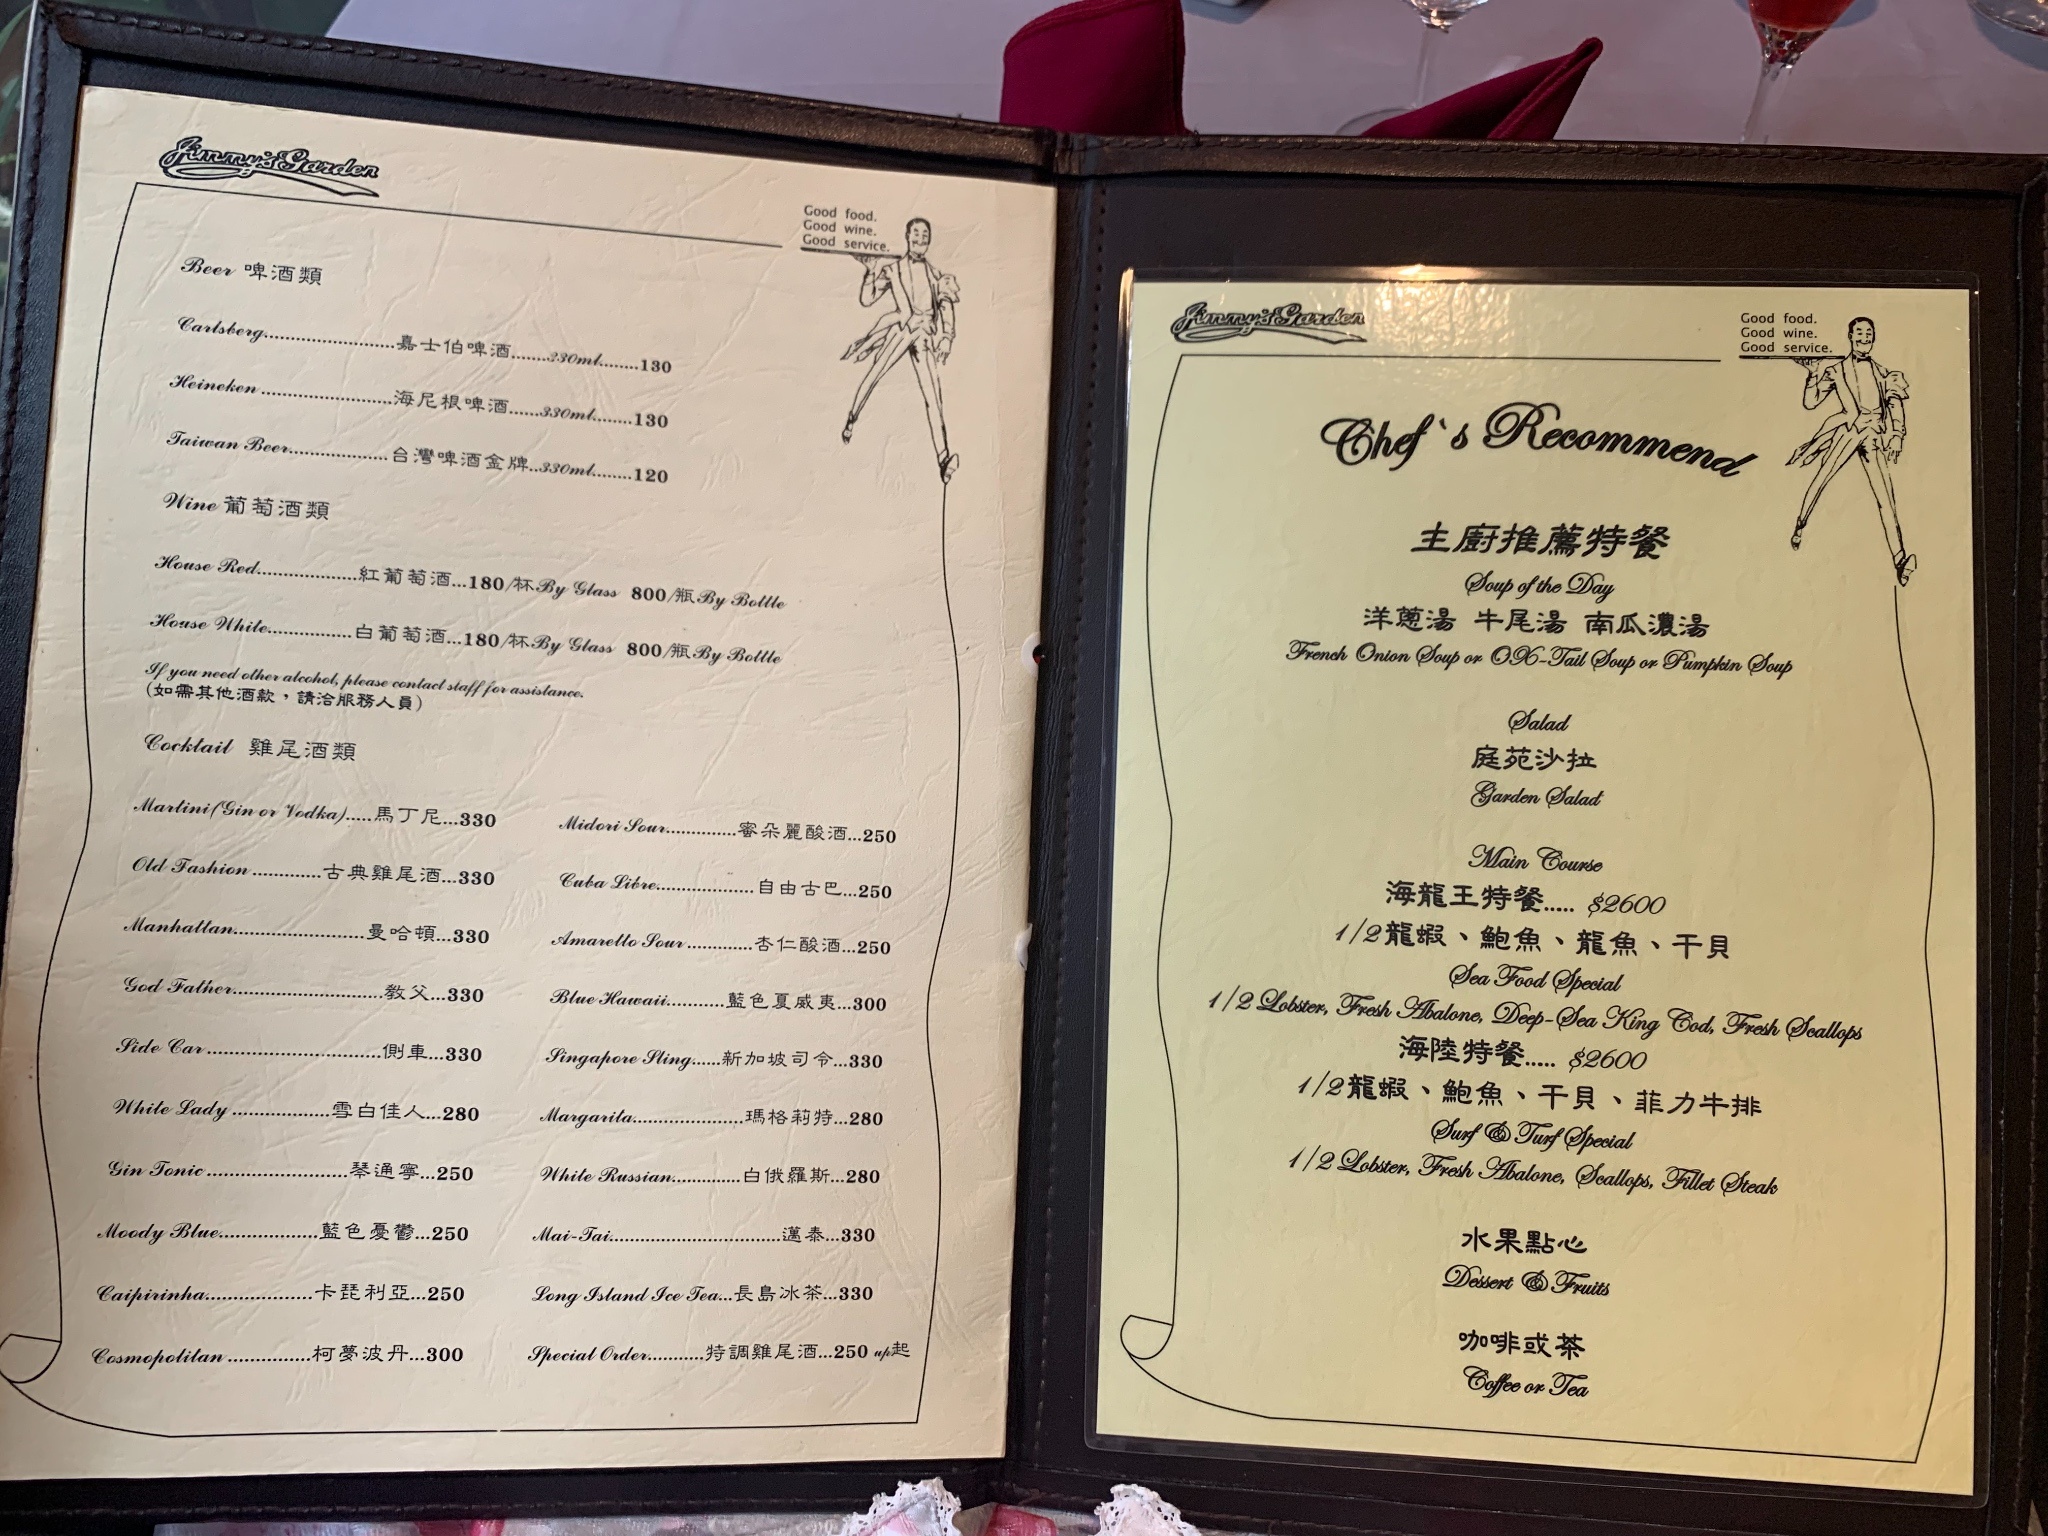 Jimmy's Garden
Good food.
Good wine.
Good service.
Beer 啤酒類
Carlsberg........................嘉士伯啤酒.......330ml........130
Heineken........................海尼根啤酒......330ml........130
Taiwan Beer..................台灣啤酒金牌..330ml........120
Wine 葡萄酒類
House Red..................紅葡萄酒...180/杯By Glass 800/瓶By Bottle
House White...............白葡萄酒...180/杯By Glass 800/瓶By Bottle
If you need other alcohol, please contact staff for assistance.
(如需其他酒款，請洽服務人員)
Cocktail 雞尾酒類
Martini(Gin or Vodka).....馬丁尼...330
Old Fashion.............古典雞尾酒...330
Manhattan........................曼哈頓...330
God Father............................教父...330
Side Car................................側車...330
White Lady..................雪白佳人...280
Gin Tonic..........................琴通寧...250
Moody Blue..................藍色憂鬱...250
Caipirinha....................卡琵利亞...250
Cosmopolitan................柯夢波丹...300
Midori Sour.............蜜朵麗酸酒...250
Cuba Libre..................自由古巴...250
Amaretto Sour............杏仁酸酒...250
Blue Hawaii...........藍色夏威夷...300
Singapore Sling......新加坡司令...330
Margarita....................瑪格莉特...280
White Russian.............白俄羅斯...280
Mai-Tai...................................邁泰...330
Long Island Ice Tea...長島冰茶...330
Special Order...........特調雞尾酒...250 up起
Jimmy's Garden
Good food.
Good wine.
Good service.
Chef`s Recommend
主廚推薦特餐
Soup of the Day
洋蔥湯 牛尾湯 南瓜濃湯
French Onion Soup or OX-Tail Soup or Pumpkin Soup
Salad
庭苑沙拉
Garden Salad
Main Course
海龍王特餐..... $2600
1/2龍蝦、鮑魚、龍魚、干貝
Sea Food Special
1/2 Lobster, Fresh Abalone, Deep-Sea King Cod, Fresh Scallops
海陸特餐..... $2600
1/2龍蝦、鮑魚、干貝、菲力牛排
Surf & Turf Special
1/2 Lobster, Fresh Abalone, Scallops, Fillet Steak
水果點心
Dessert & Fruits
咖啡或茶
Coffee or Tea